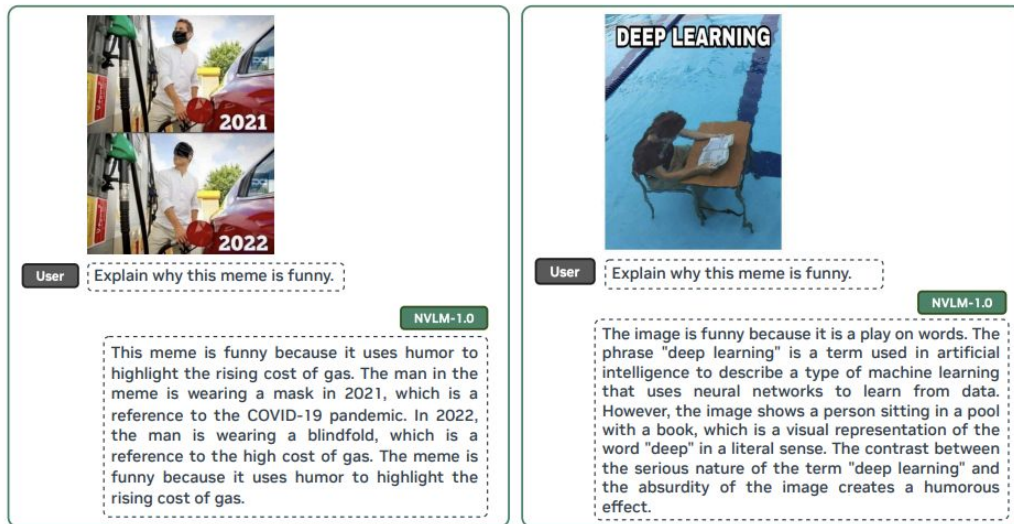 2021
2022
User
Explain why this meme is funny.
NVLM-1.0
This meme is funny because it uses humor to
highlight the rising cost of gas. The man in the
meme is wearing a mask in 2021, which is a
reference to the COVID-19 pandemic. In 2022,
the man is wearing a blindfold, which is a
reference to the high cost of gas. The meme is
funny because it uses humor to highlight the
rising cost of gas.
DEEP LEARNING
User
Explain why this meme is funny.
NVLM-1.0
The image is funny because it is a play on words. The
phrase "deep learning" is a term used in artificial
intelligence to describe a type of machine learning
that uses neural networks to learn from data.
However, the image shows a person sitting in a pool
with a book, which is a visual representation of the
word "deep" in a literal sense. The contrast between
the serious nature of the term "deep learning" and
the absurdity of the image creates a humorous
effect.